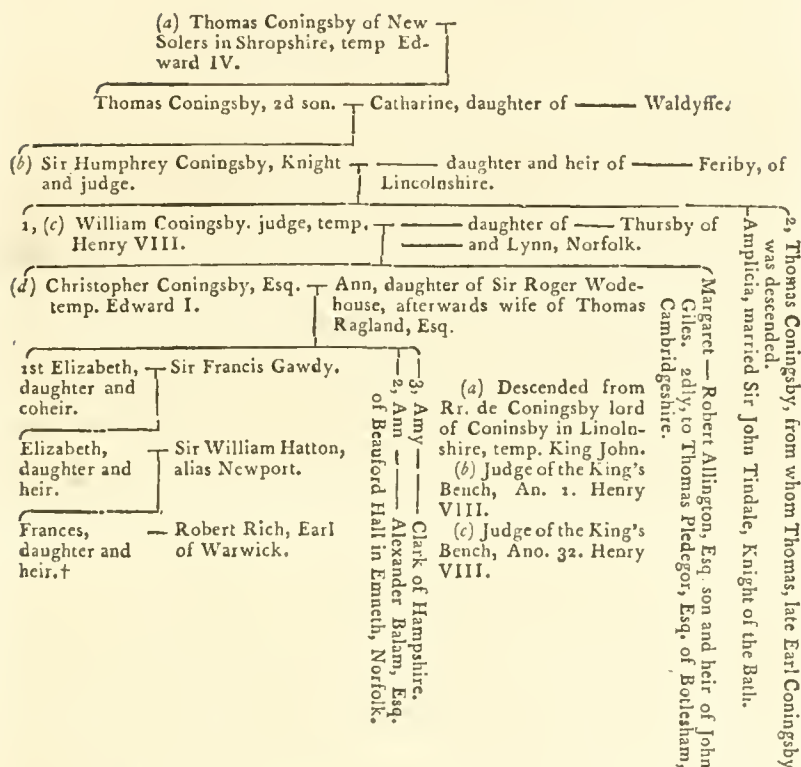 (a) Thomas Coningsby of New
Solers in Shropshire, temp Ed-
ward IV.
Thomas Coningsby, 2d son. — Catharine, daughter of —— Waldyffe.
(b) Sir Humphrey Coningsby, Knight
and judge.
—— daughter and heir of —— Feriby, of
Lincolnshire.
1, (c) William Coningsby. judge, temp.
Henry VIII.
—— daughter of —— Thursby of
—— and Lynn, Norfolk.
2, Thomas Coningsby, from whom Thomas, late Earl Coningsby
was descended.
Amplicia, married Sir John Tindale, Knight of the Bath.
(d) Christopher Coningsby, Esq.
temp. Edward I.
Ann, daughter of Sir Roger Wode-
house, afterwaids wife of Thomas
Ragland, Esq.
Margaret — Robert Allington, Esq. son and heir of John
Giles. 2dly, to Thomas Pledegor, Esq. of Botlesham,
Cambridgeshire.
1st Elizabeth,
daughter and
coheir.
Sir Francis Gawdy.
3, Amy —— Clark of Hampshire.
2, Ann — Alexander Balam, Esq.
of Beauford Hall in Emneth, Norfolk.
Elizabeth,
daughter and
heir.
Sir William Hatton,
alias Newport.
Frances,
daughter and
heir.†
— Robert Rich, Earl
of Warwick.
(a) Descended from
Rr. de Coningsby lord
of Coninsby in Linoln-
shire, temp. King John.
(b) Judge of the King's
Bench, An. 1. Henry
VIII.
(c) Judge of the King's
Bench, Ano. 32. Henry
VIII.